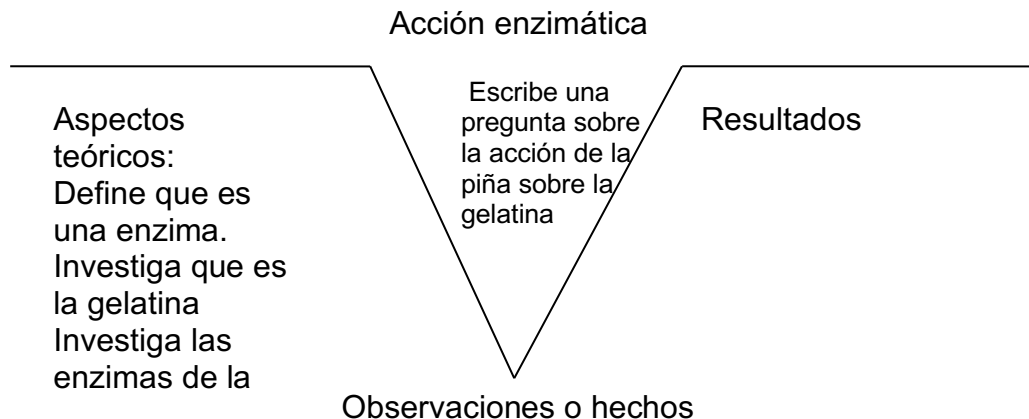 Acción enzimática
Aspectos
teóricos:
Define que es
una enzima.
Investiga que es
la gelatina
Investiga las
enzimas de la
Escribe una
pregunta sobre
la acción de la
piña sobre la
gelatina
Resultados
Observaciones o hechos